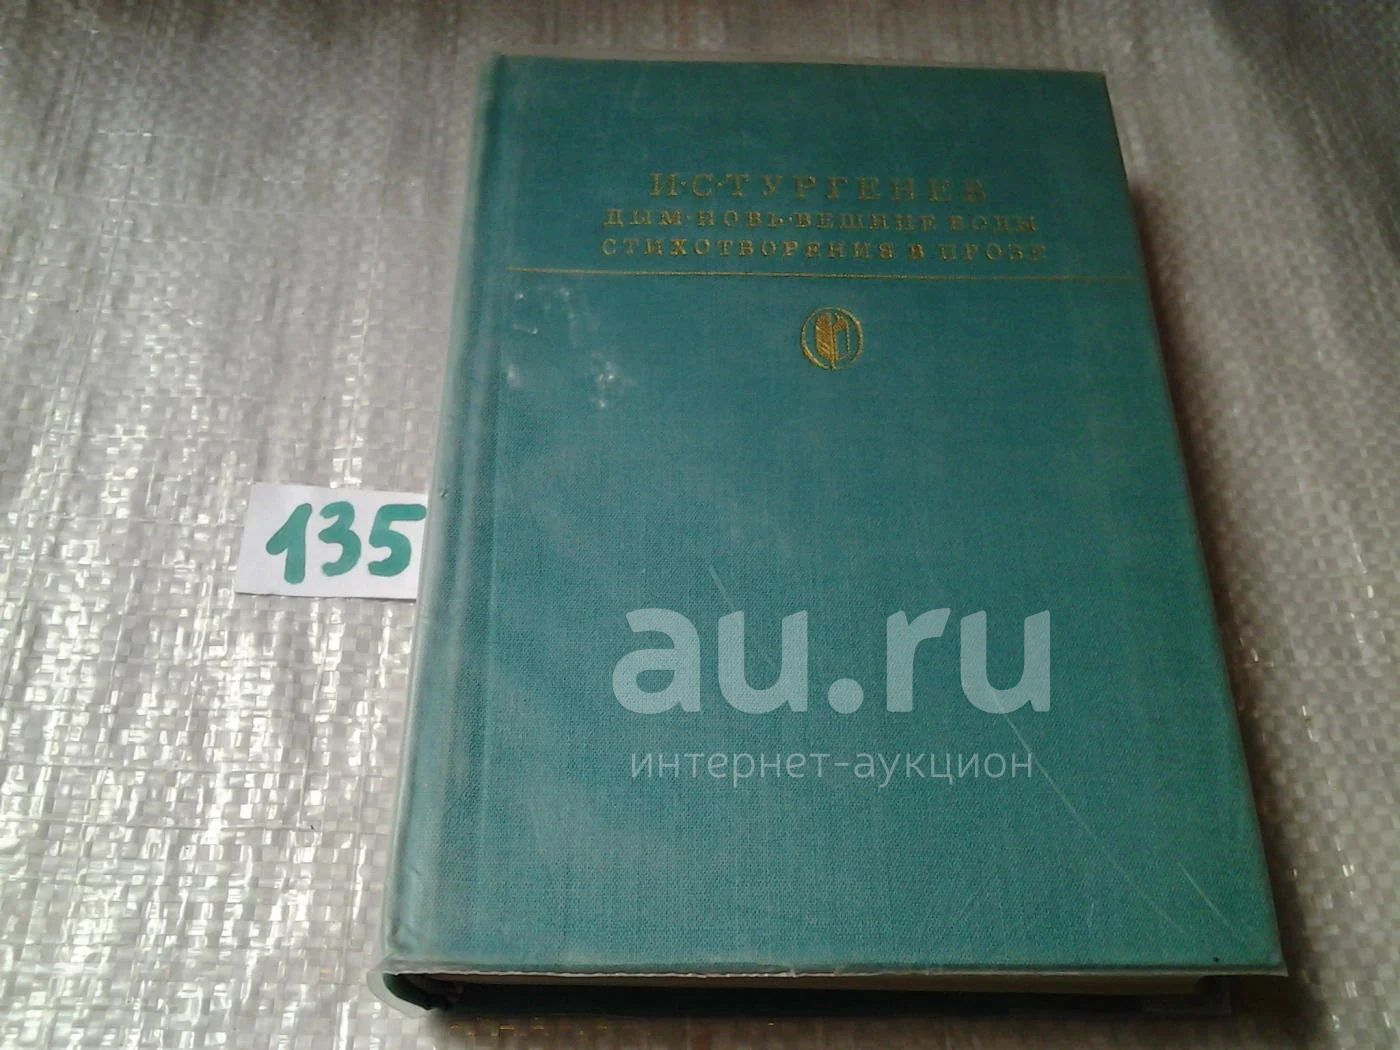 И·С·ТУРГЕНЕВ
ДЫМ·НОВЬ·ВЕШНИЕ ВОДЫ
СТИХОТВОРЕНИЯ В ПРОЗЕ
135
au.ru
интернет-аукцион